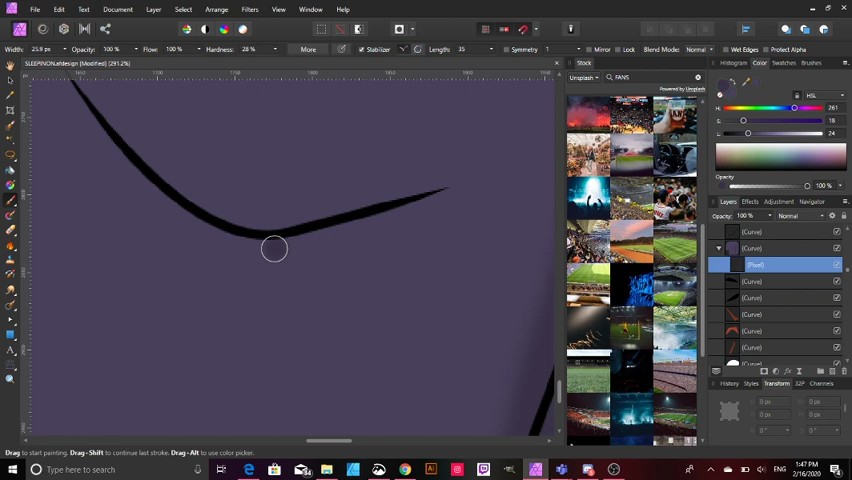 File Edit Text Document Layer Select Arrange Filters View Window Help
Width: 25.9 px Opacity: 100 % Flow: 100 % Hardness: 28 % More Stabilizer Length: 35 Symmetry 1 Mirror Lock Blend Mode: Normal Wet Edges Protect Alpha
SLEEPINON.afdesign [Modified] (291.2%)
Stock
Unsplash FANS
Powered by Unsplash
Histogram Color Swatches Brushes
HSL
H: 261
S: 18
L: 24
Opacity
100 %
Layers Effects Adjustment Navigator
Opacity: 100 % Normal
(Curve)
(Curve)
(Pixel)
(Curve)
(Curve)
(Curve)
(Curve)
(Curve)
(Curve)
History Styles Transform 32P Channels
X: 0 px W: 0 px
Y: 0 px H: 0 px
Drag to start painting. Drag+Shift to continue last stroke. Drag+Alt to use color picker.
Type here to search
ENG 1:47 PM
2/16/2020